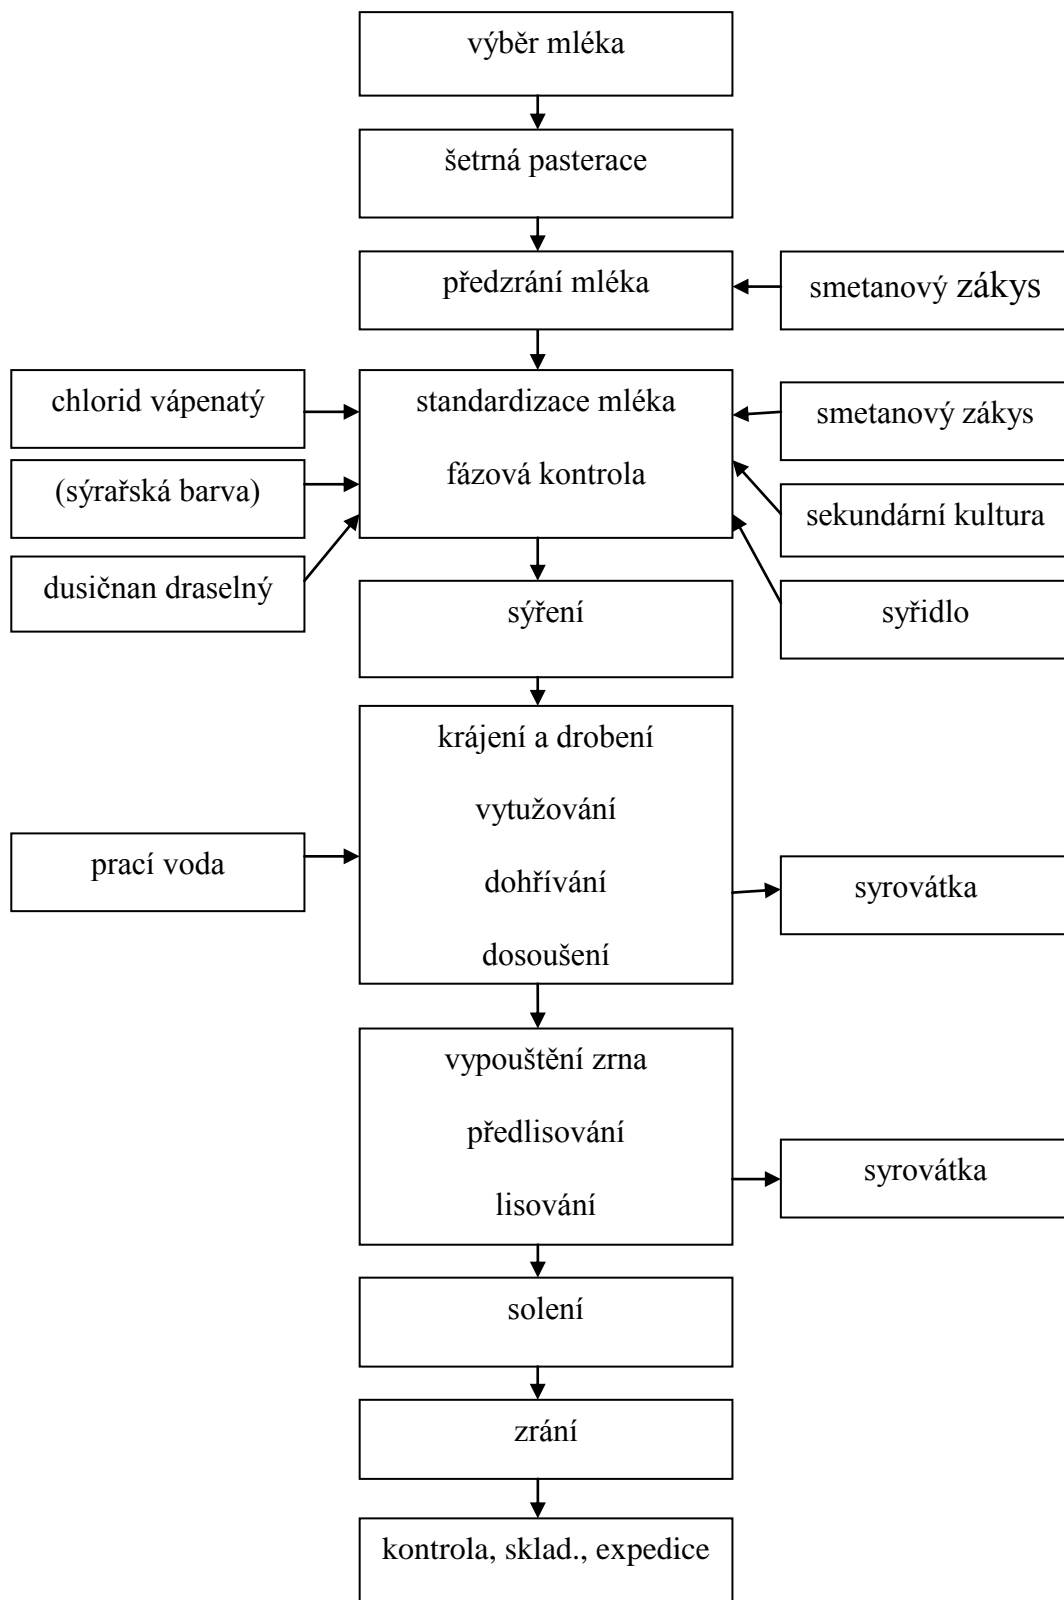 výběr mléka
šetrná pasterace
předzrání mléka
smetanový zákys
chlorid vápenatý
(sýrařská barva)
dusičnan draselný
standardizace mléka
fázová kontrola
smetanový zákys
sekundární kultura
syřidlo
sýření
prací voda
krájení a drobení
vytužování
dohřívání
dosoušení
syrovátka
vypouštění zrna
předlisování
lisování
syrovátka
solení
zrání
kontrola, sklad., expedice